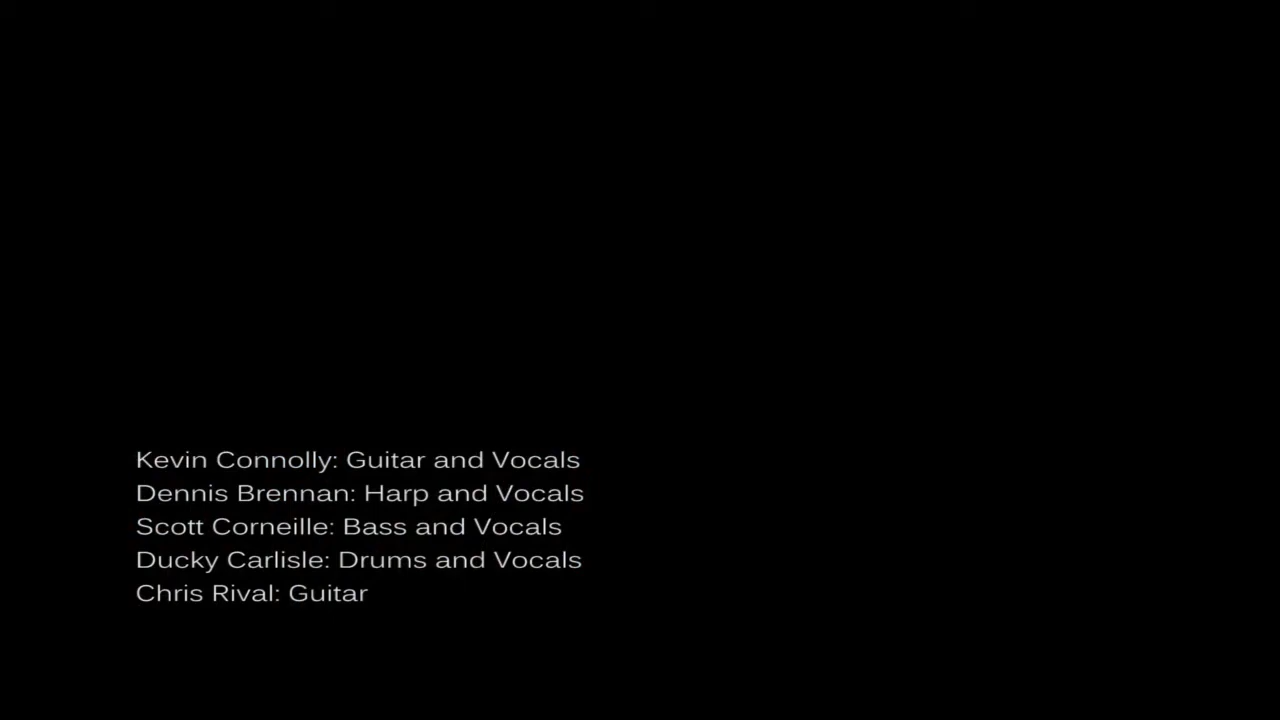 Kevin Connolly: Guitar and Vocals
Dennis Brennan: Harp and Vocals
Scott Corneille: Bass and Vocals
Ducky Carlisle: Drums and Vocals
Chris Rival: Guitar